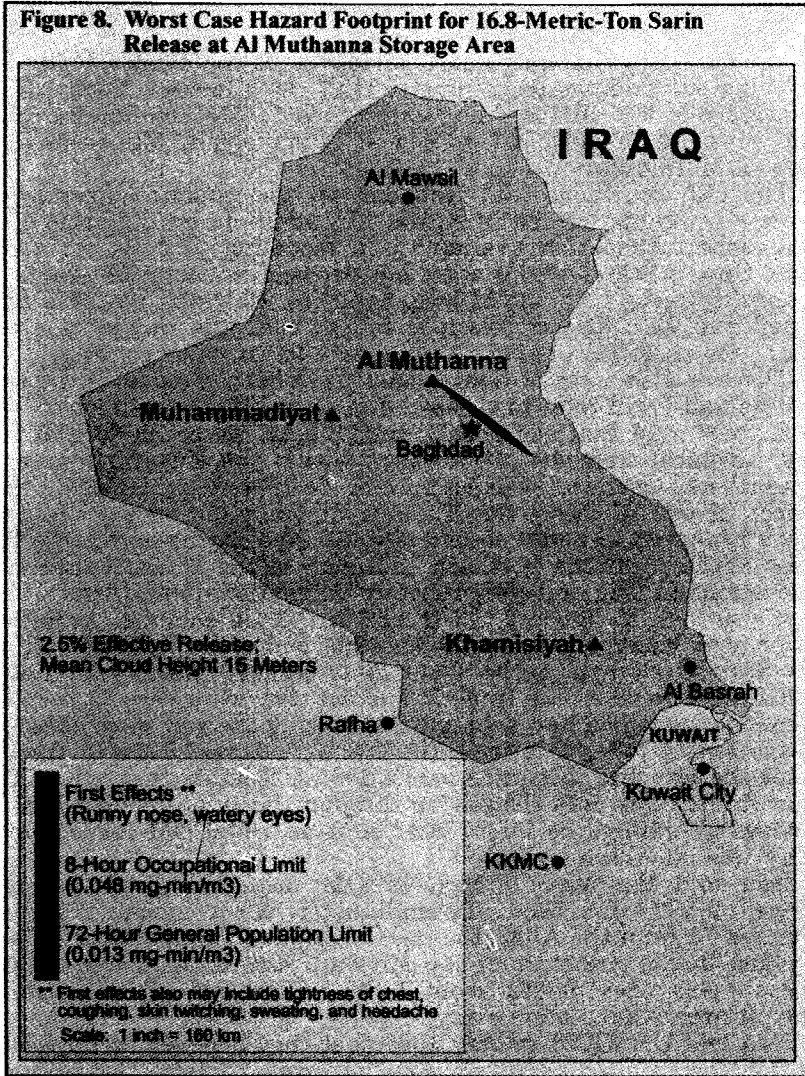 Figure 8. Worst Case Hazard Footprint for 16.8-Metric-Ton Sarin
Release at Al Muthanna Storage Area
IRAQ
Al Mawsil
Al Muthanna
Muhammadiyat
Baghdad
2.5% Effective Release;
Mean Cloud Height 15 Meters
Khamisiyah
Al Basrah
Rafha
KUWAIT
Kuwait City
KKMC
First Effects **
(Runny nose, watery eyes)
8-Hour Occupational Limit
(0.048 mg-min/m3)
72-Hour General Population Limit
(0.013 mg-min/m3)
** First effects also may include tightness of chest,
coughing, skin twitching, sweating, and headache
Scale: 1 inch = 160 km